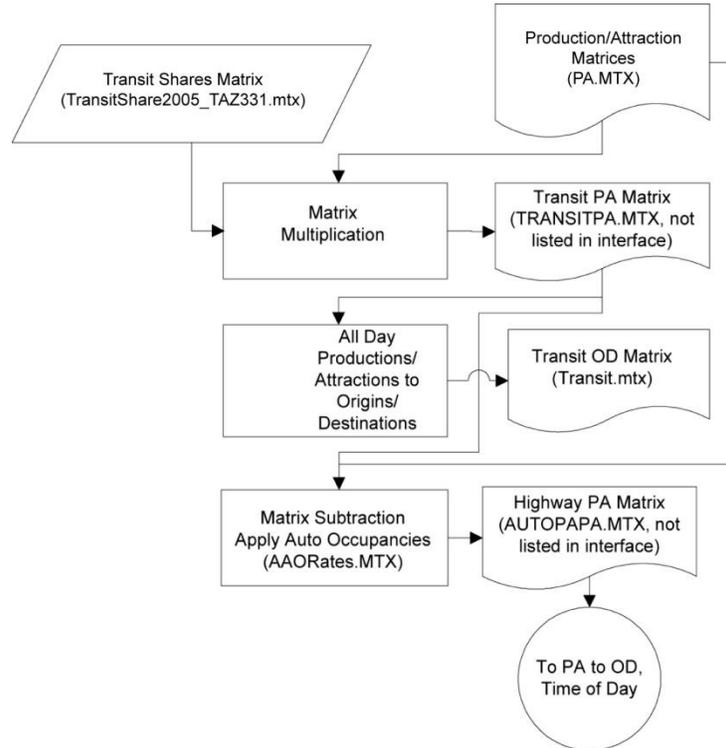 Production/Attraction
Matrices
(PA.MTX)
Transit Shares Matrix
(TransitShare2005_TAZ331.mtx)
Matrix
Multiplication
Transit PA Matrix
(TRANSITPA.MTX, not
listed in interface)
All Day
Productions/
Attractions to
Origins/
Destinations
Transit OD Matrix
(Transit.mtx)
Matrix Subtraction
Apply Auto Occupancies
(AAORates.MTX)
Highway PA Matrix
(AUTOPAPA.MTX, not
listed in interface)
To PA to OD,
Time of Day